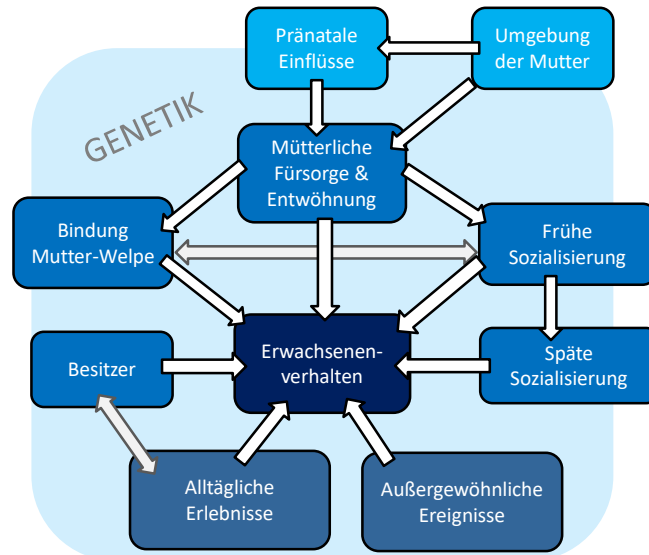 Pränatale
Einflüsse
Umgebung
der Mutter
GENETIK
Mütterliche
Fürsorge &
Entwöhnung
Bindung
Mutter-Welpe
Frühe
Sozialisierung
Besitzer
Erwachsenen-
verhalten
Späte
Sozialisierung
Alltägliche
Erlebnisse
Außergewöhnliche
Ereignisse